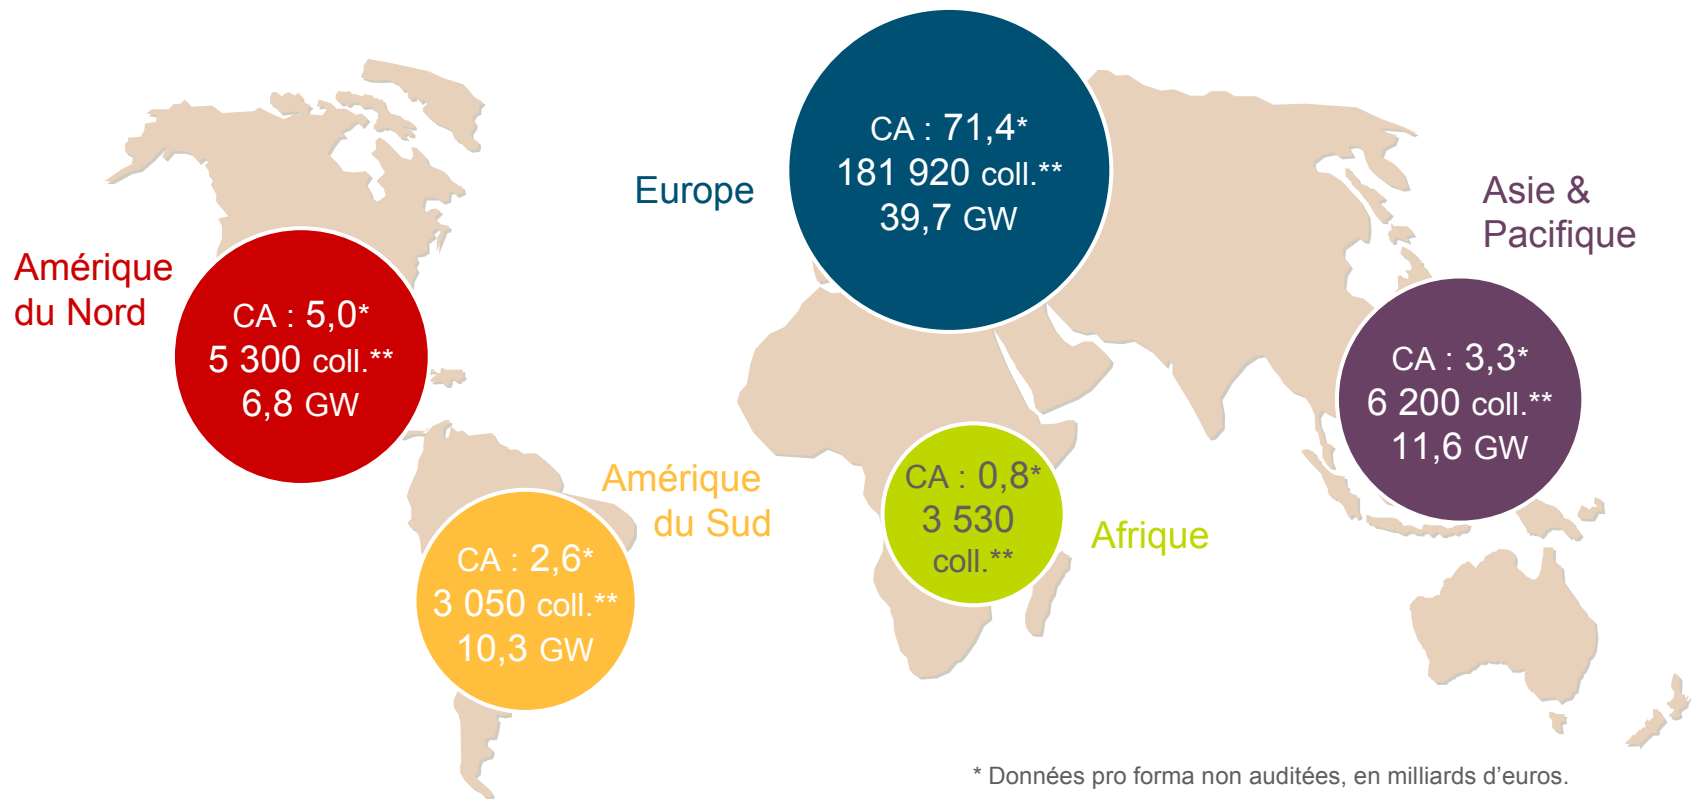 Europe
CA : 71,4*
181 920 coll.**
39,7 GW
Asie &
Pacifique
CA : 3,3*
6 200 coll.**
11,6 GW
Amérique
du Nord
CA : 5,0*
5 300 coll.**
6,8 GW
Amérique
du Sud
CA : 2,6*
3 050 coll.**
10,3 GW
Afrique
CA : 0,8*
3 530
coll.**
* Données pro forma non auditées, en milliards d’euros.